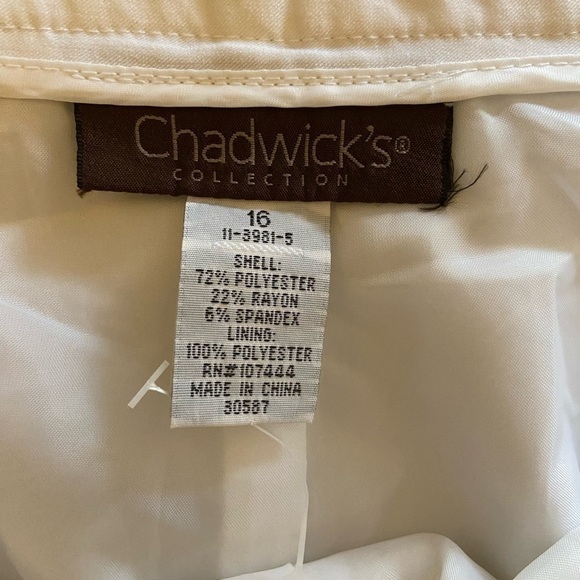 Chadwick's®
COLLECTION
16
11-3981-5
SHELL:
72% POLYESTER
22% RAYON
6% SPANDEX
LINING:
100% POLYESTER
RN#107444
MADE IN CHINA
30587